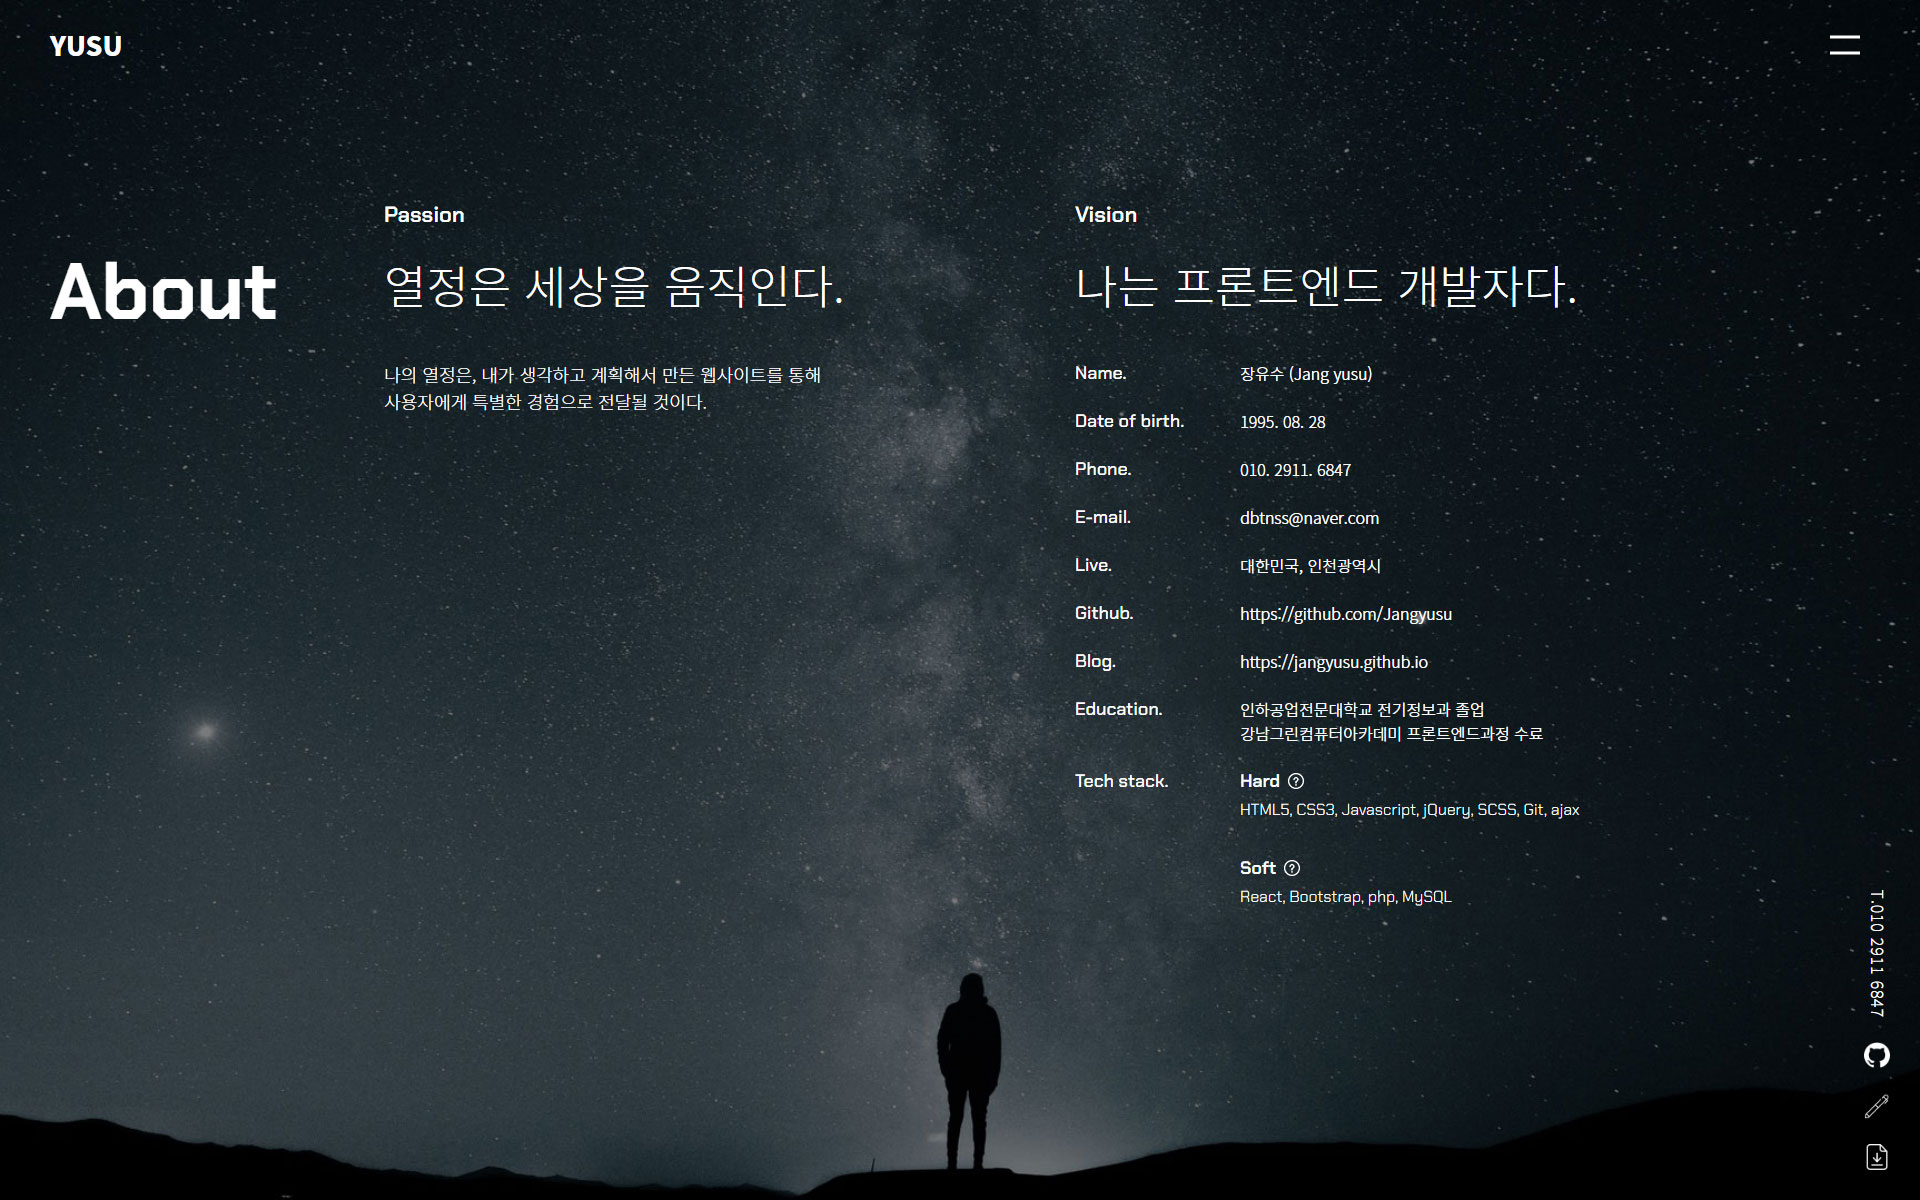 YUSU
About
Passion
열정은 세상을 움직인다.
나의 열정은, 내가 생각하고 계획해서 만든 웹사이트를 통해
사용자에게 특별한 경험으로 전달될 것이다.
Vision
나는 프론트엔드 개발자다.
Name. 장유수 (Jang yusu)
Date of birth. 1995. 08. 28
Phone. 010. 2911. 6847
E-mail. dbtnss@naver.com
Live. 대한민국, 인천광역시
Github. https://github.com/Jangyusu
Blog. https://jangyusu.github.io
Education. 인하공업전문대학교 전기정보과 졸업
강남그린컴퓨터아카데미 프론트엔드과정 수료
Tech stack. Hard ?
HTML5, CSS3, Javascript, jQuery, SCSS, Git, ajax
Soft ?
React, Bootstrap, php, MySQL
T.010 2911 6847